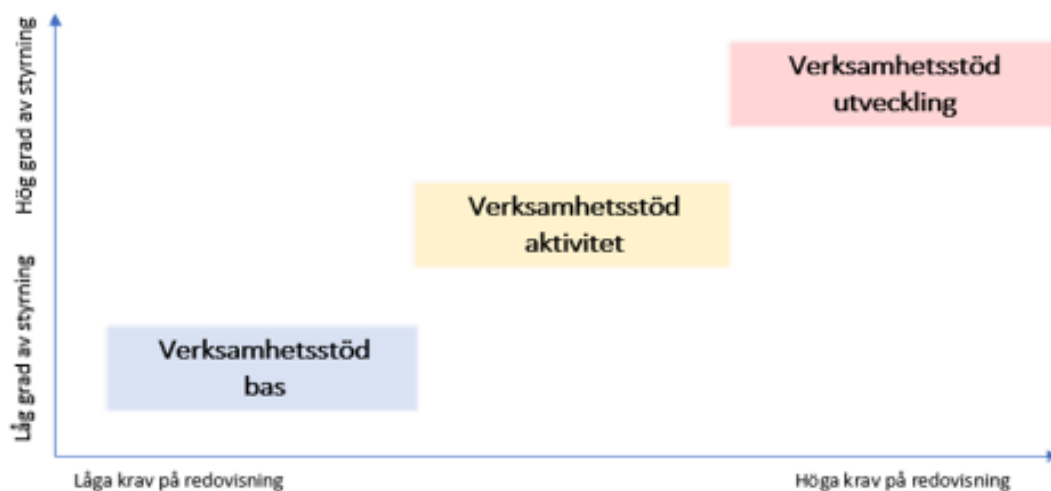 Hög grad av styrning
Låg grad av styrning
Verksamhetsstöd
utveckling
Verksamhetsstöd
aktivitet
Verksamhetsstöd
bas
Låga krav på redovisning
Höga krav på redovisning